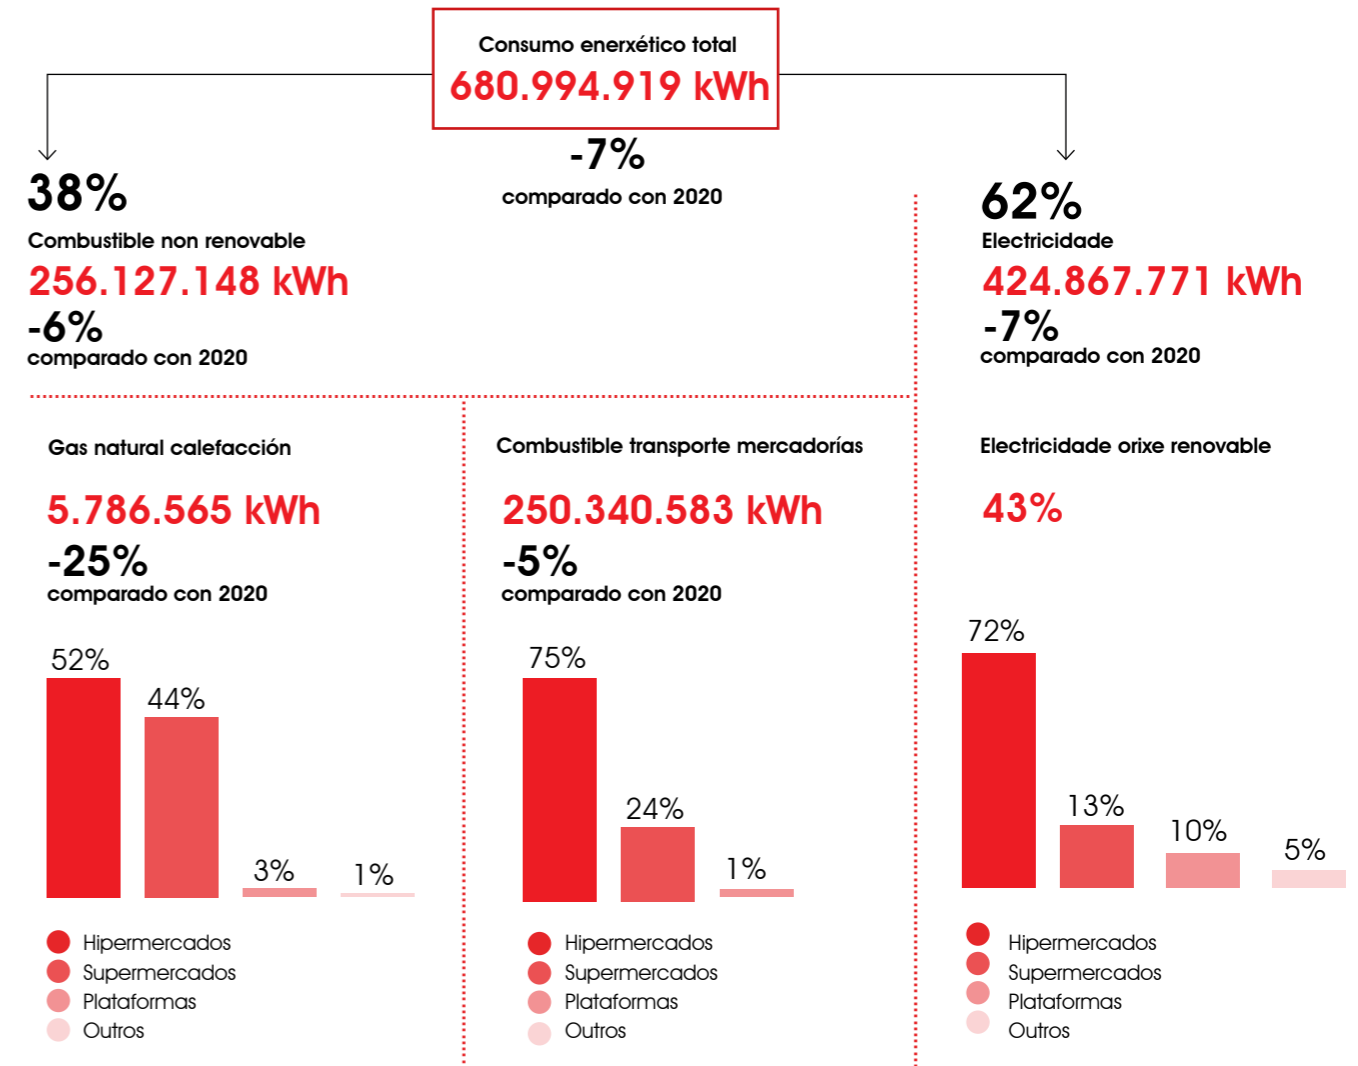 Consumo enerxético total
680.994.919 kWh
-7%
comparado con 2020
38%
Combustible non renovable
256.127.148 kWh
-6%
comparado con 2020
62%
Electricidade
424.867.771 kWh
-7%
comparado con 2020
Gas natural calefacción
5.786.565 kWh
-25%
comparado con 2020
52%
44%
3%
1%
Hipermercados
Supermercados
Plataformas
Outros
Combustible transporte mercadorías
250.340.583 kWh
-5%
comparado con 2020
75%
24%
1%
Hipermercados
Supermercados
Plataformas
Outros
Electricidade orixe renovable
43%
72%
13%
10%
5%
Hipermercados
Supermercados
Plataformas
Outros